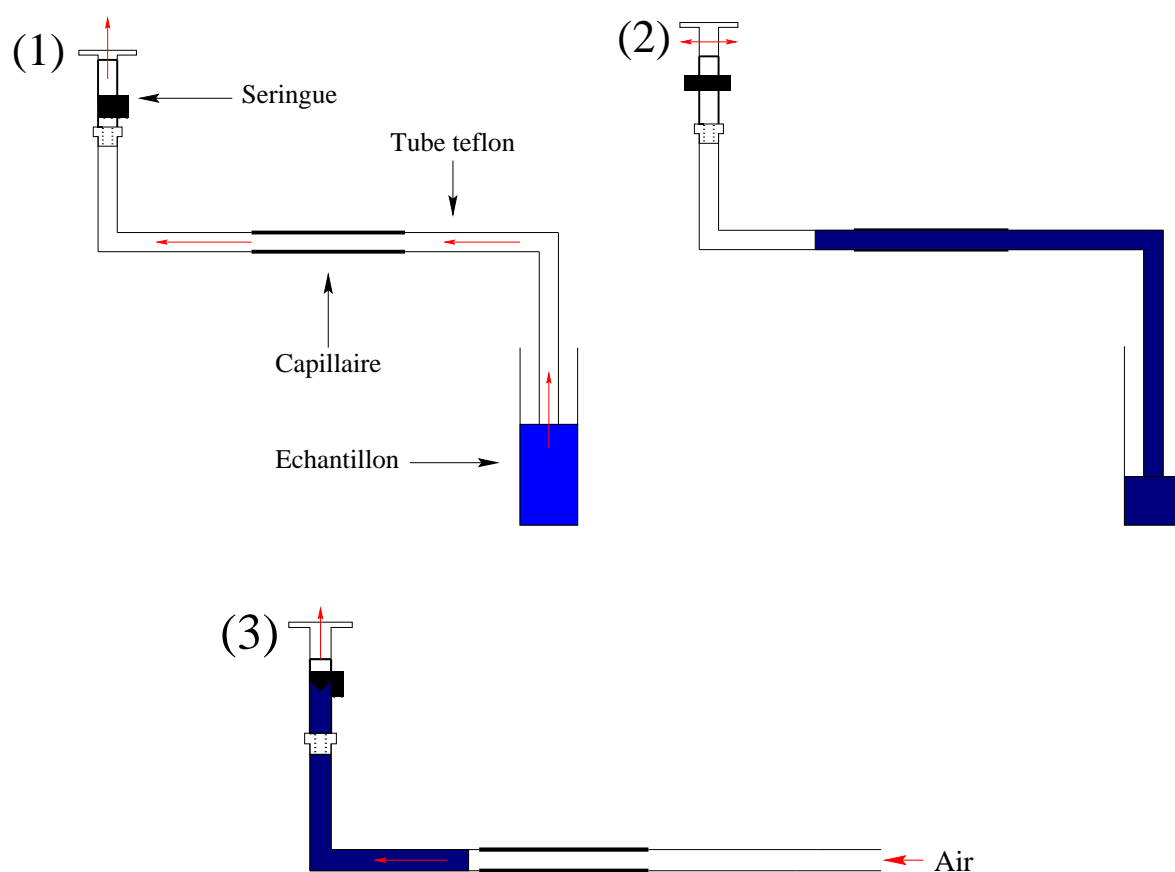 (1)
(2)
Seringue
Tube teflon
Capillaire
Echantillon
(3)
Air